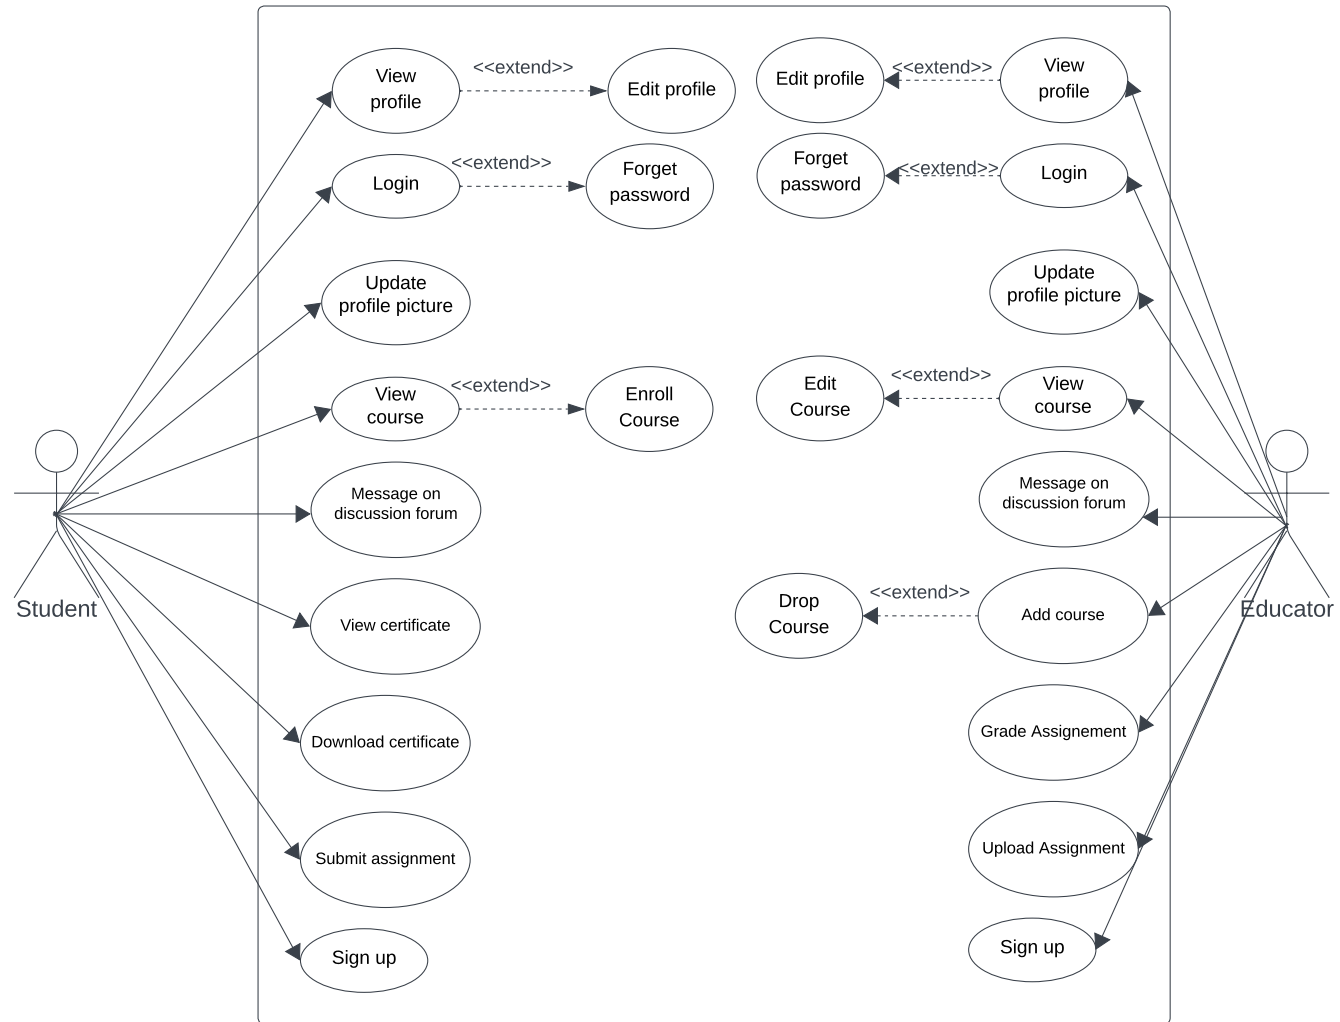 View
profile
<<extend>>
Edit profile
Edit profile
<<extend>>
View
profile
Login
<<extend>>
Forget
password
Forget
password
<<extend>>
Login
Update
profile picture
Update
profile picture
View
course
<<extend>>
Enroll
Course
Edit
Course
<<extend>>
View
course
Message on
discussion forum
Message on
discussion forum
Student
Educator
View certificate
Drop
Course
<<extend>>
Add course
Download certificate
Grade Assignement
Submit assignment
Upload Assignment
Sign up
Sign up